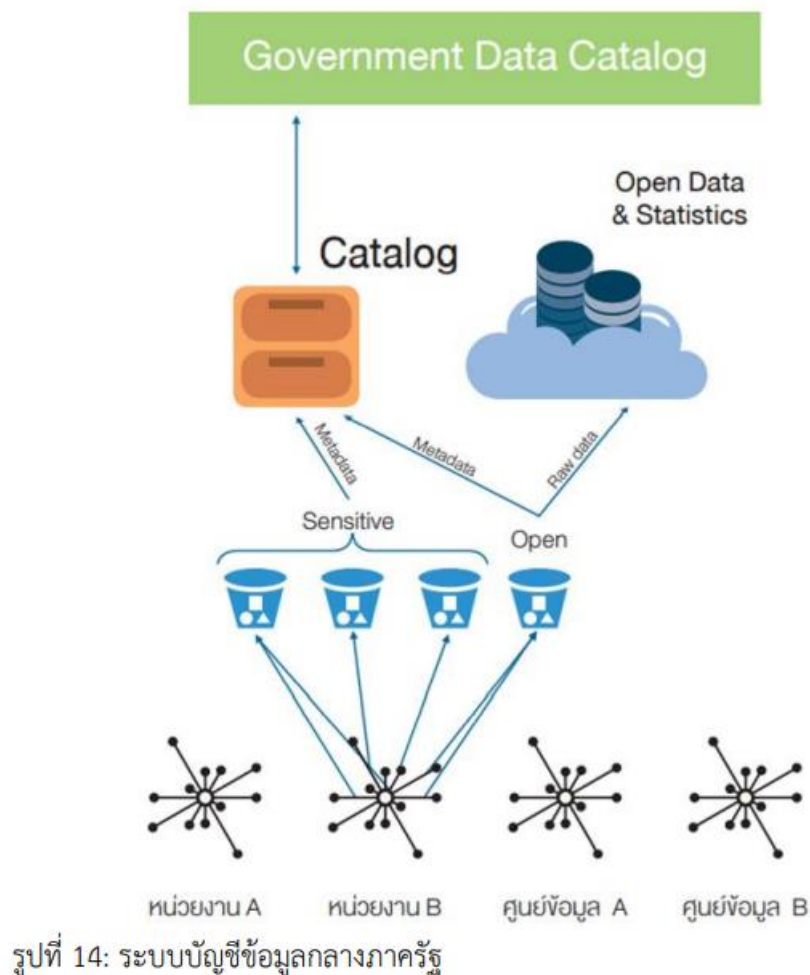 Government Data Catalog
Open Data
& Statistics
Catalog
Metadata
Metadata
Raw data
Sensitive
Open
หน่วยงาน A
หน่วยงาน B
ศูนย์ข้อมูล A
ศูนย์ข้อมูล B
รูปที่ 14: ระบบบัญชีข้อมูลกลางภาครัฐ